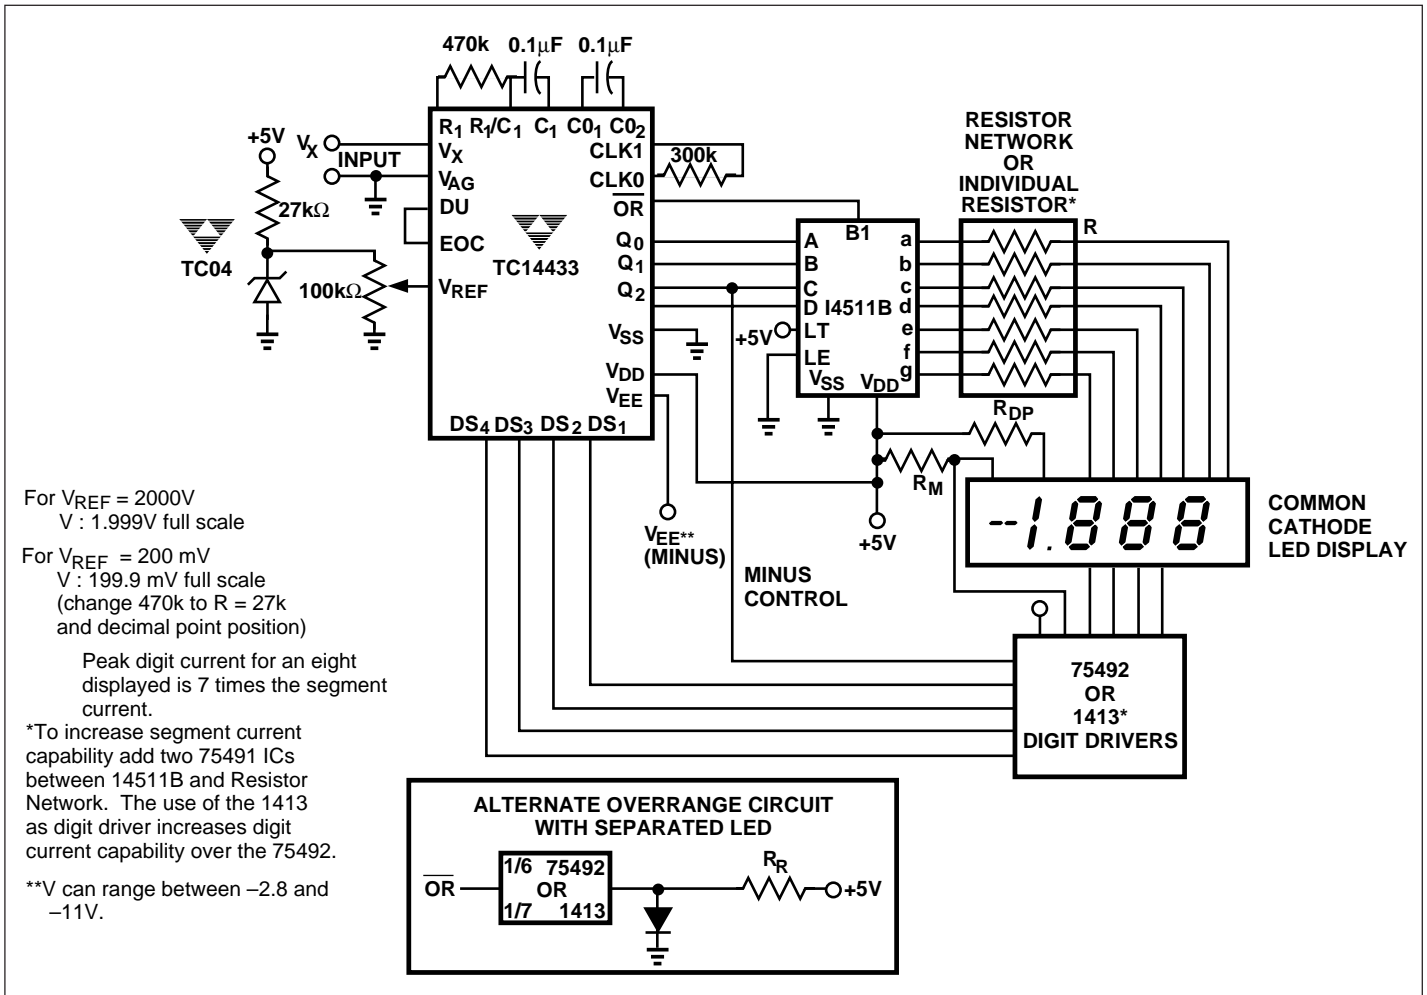 470k 0.1μF 0.1μF
R1 R1/C1 C1 C01 C02
+5V
VX
INPUT
VX
VAG
DU
EOC
VREF
27kΩ
TC04
100kΩ
TC14433
CLK1
CLK0
300k
OR
Q0
Q1
Q2
VSS
VDD
VEE
DS4 DS3 DS2 DS1
B1
A a
B b
C c
D I4511B d
LT e
LE f
VSS VDD g
+5V
RESISTOR
NETWORK
OR
INDIVIDUAL
RESISTOR*
R
RDP
RM
+5V
VEE**
(MINUS)
MINUS
CONTROL
--1.888
COMMON
CATHODE
LED DISPLAY
75492
OR
1413*
DIGIT DRIVERS
For VREF = 2000V
V : 1.999V full scale
For VREF = 200 mV
V : 199.9 mV full scale
(change 470k to R = 27k
and decimal point position)
Peak digit current for an eight
displayed is 7 times the segment
current.
*To increase segment current
capability add two 75491 ICs
between 14511B and Resistor
Network. The use of the 1413
as digit driver increases digit
current capability over the 75492.
**V can range between –2.8 and
–11V.
ALTERNATE OVERRANGE CIRCUIT
WITH SEPARATED LED
OR
1/6 75492
OR
1/7 1413
RR
+5V